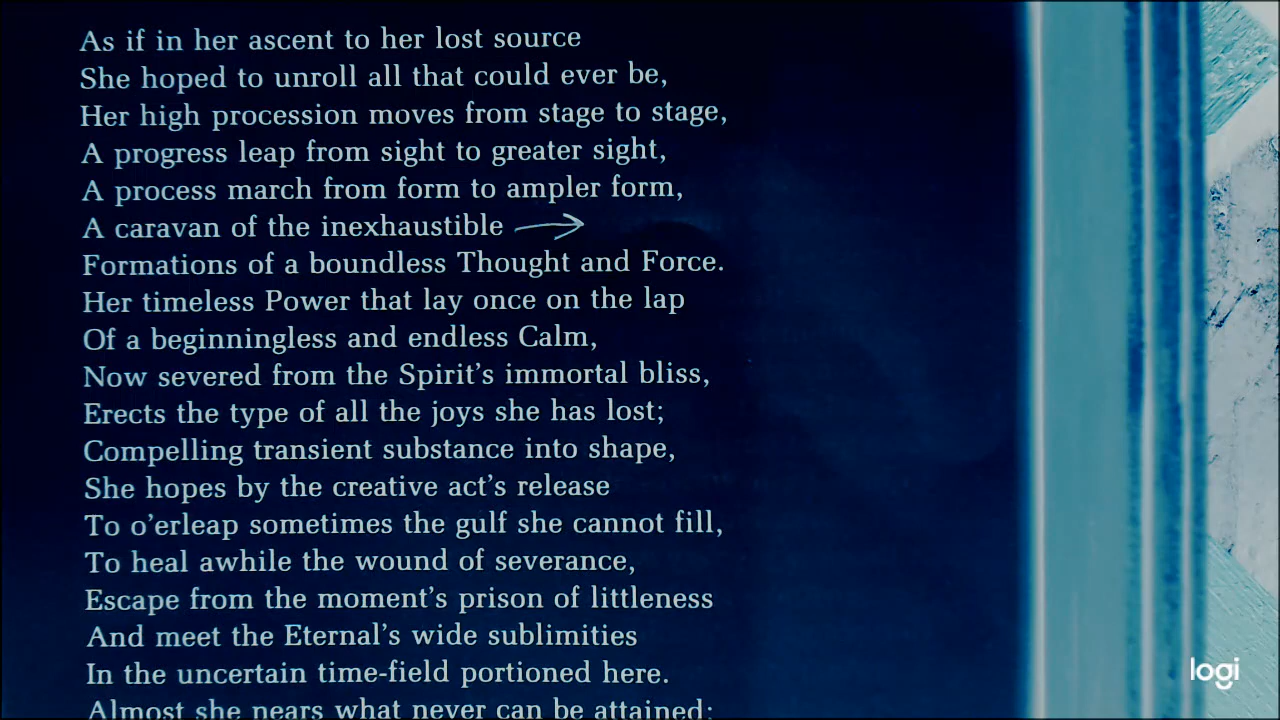 As if in her ascent to her lost source
She hoped to unroll all that could ever be,
Her high procession moves from stage to stage,
A progress leap from sight to greater sight,
A process march from form to ampler form,
A caravan of the inexhaustible
Formations of a boundless Thought and Force.
Her timeless Power that lay once on the lap
Of a beginningless and endless Calm,
Now severed from the Spirit's immortal bliss,
Erects the type of all the joys she has lost;
Compelling transient substance into shape,
She hopes by the creative act's release
To o'erleap sometimes the gulf she cannot fill,
To heal awhile the wound of severance,
Escape from the moment's prison of littleness
And meet the Eternal's wide sublimities
In the uncertain time-field portioned here.
Almost she nears what never can be attained;
logi